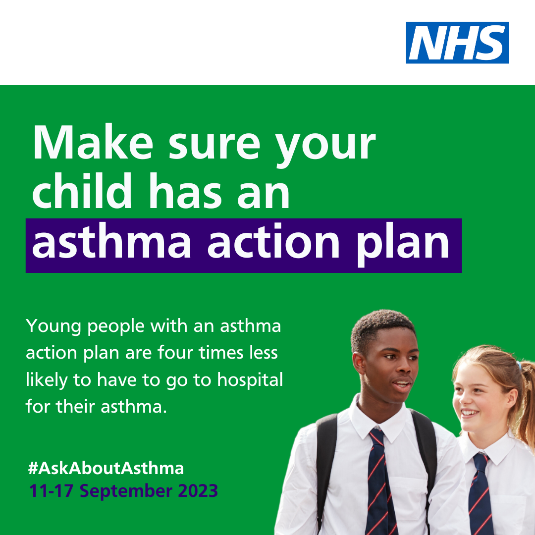 NHS
Make sure your
child has an
asthma action plan
Young people with an asthma
action plan are four times less
likely to have to go to hospital
for their asthma.
#AskAboutAsthma
11-17 September 2023